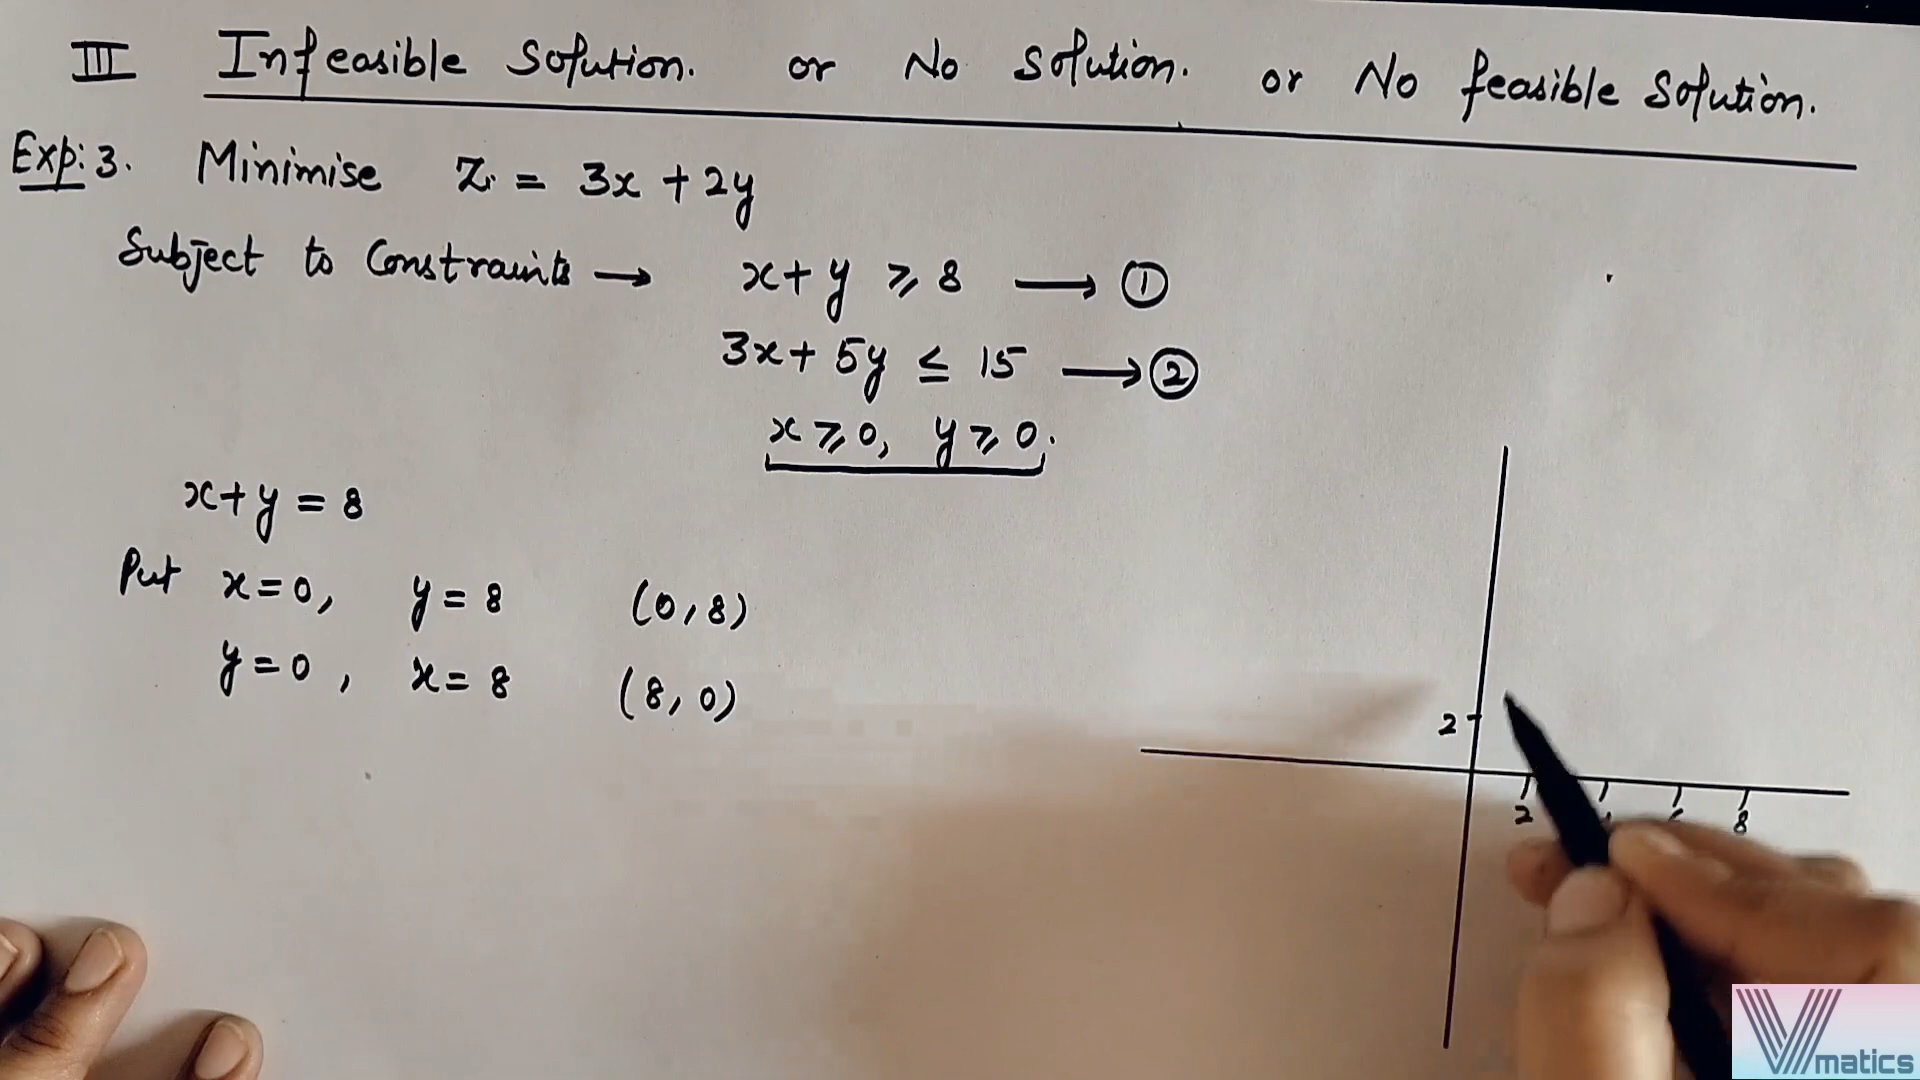 III Infeasible Solution. or No Solution. or No feasible Solution.
Exp: 3. Minimise Z = 3x + 2y
Subject to Constraints → x + y ⩾ 8 ⟶ ①
3x + 5y ≤ 15 ⟶ ②
x ⩾ 0, y ⩾ 0.
x + y = 8
Put x = 0, y = 8 (0, 8)
y = 0, x = 8 (8, 0)
2
2 8
Vmatics